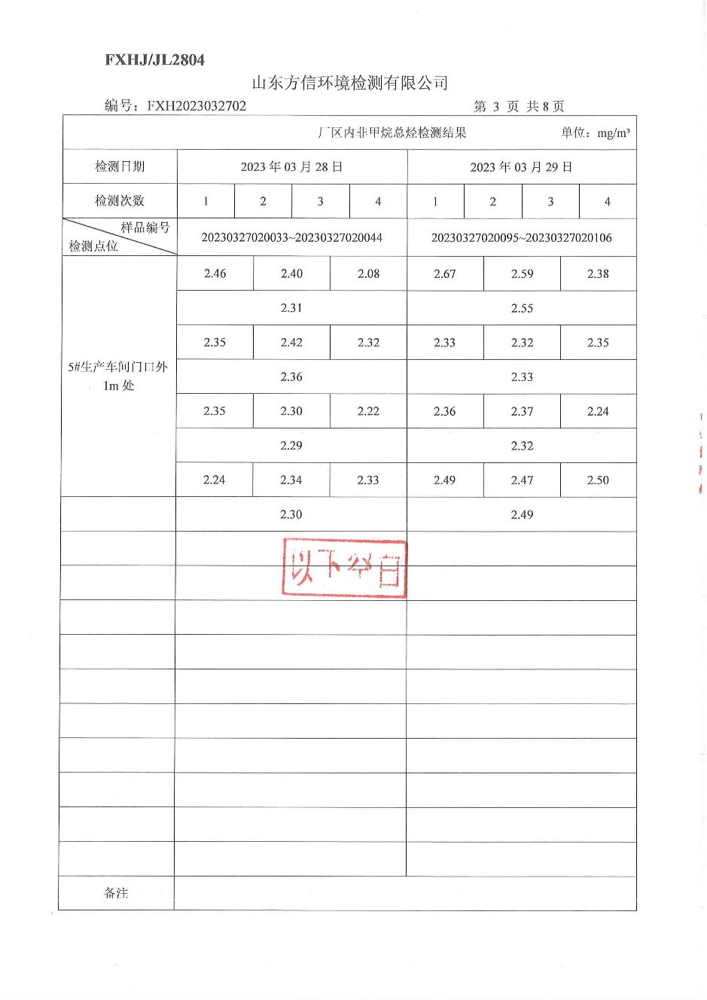 FXHJ/JL2804
山东方信环境检测有限公司
编号：FXH2023032702 第 3 页 共 8 页
厂区内非甲烷总烃检测结果 单位：mg/m³
检测日期 2023 年 03 月 28 日 2023 年 03 月 29 日
检测次数 1 2 3 4 1 2 3 4
样品编号
检测点位 20230327020033~20230327020044 20230327020095~20230327020106
2.46 2.40 2.08 2.67 2.59 2.38
2.31 2.55
2.35 2.42 2.32 2.33 2.32 2.35
5#生产车间门口外
1m 处
2.36 2.33
2.35 2.30 2.22 2.36 2.37 2.24
2.29 2.32
2.24 2.34 2.33 2.49 2.47 2.50
2.30 2.49
以下空白
备注